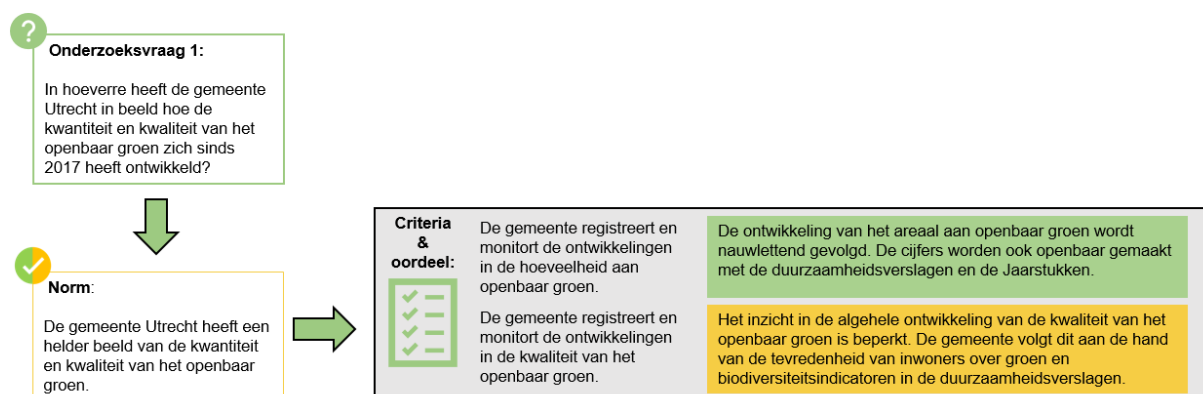 ?
Onderzoeksvraag 1:
In hoeverre heeft de gemeente
Utrecht in beeld hoe de
kwantiteit en kwaliteit van het
openbaar groen zich sinds
2017 heeft ontwikkeld?
Norm:
De gemeente Utrecht heeft een
helder beeld van de kwantiteit
en kwaliteit van het openbaar
groen.
Criteria
&
oordeel:
De gemeente registreert en
monitort de ontwikkelingen
in de hoeveelheid aan
openbaar groen.
De ontwikkeling van het areaal aan openbaar groen wordt
nauwlettend gevolgd. De cijfers worden ook openbaar gemaakt
met de duurzaamheidsverslagen en de Jaarstukken.
De gemeente registreert en
monitort de ontwikkelingen
in de kwaliteit van het
openbaar groen.
Het inzicht in de algehele ontwikkeling van de kwaliteit van het
openbaar groen is beperkt. De gemeente volgt dit aan de hand
van de tevredenheid van inwoners over groen en
biodiversiteitsindicatoren in de duurzaamheidsverslagen.